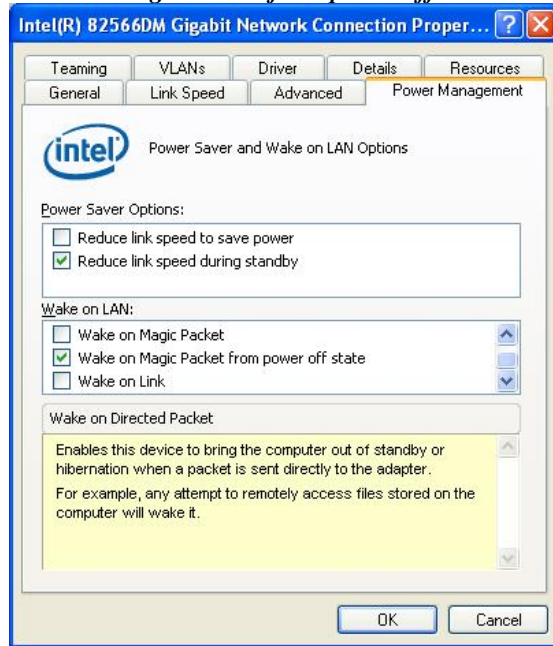 Intel(R) 82566DM Gigabit Network Connection Proper...
Teaming VLANs Driver Details Resources
General Link Speed Advanced Power Management
intel Power Saver and Wake on LAN Options
Power Saver Options:
Reduce link speed to save power
Reduce link speed during standby
Wake on LAN:
Wake on Magic Packet
Wake on Magic Packet from power off state
Wake on Link
Wake on Directed Packet
Enables this device to bring the computer out of standby or
hibernation when a packet is sent directly to the adapter.
For example, any attempt to remotely access files stored on the
computer will wake it.
OK Cancel